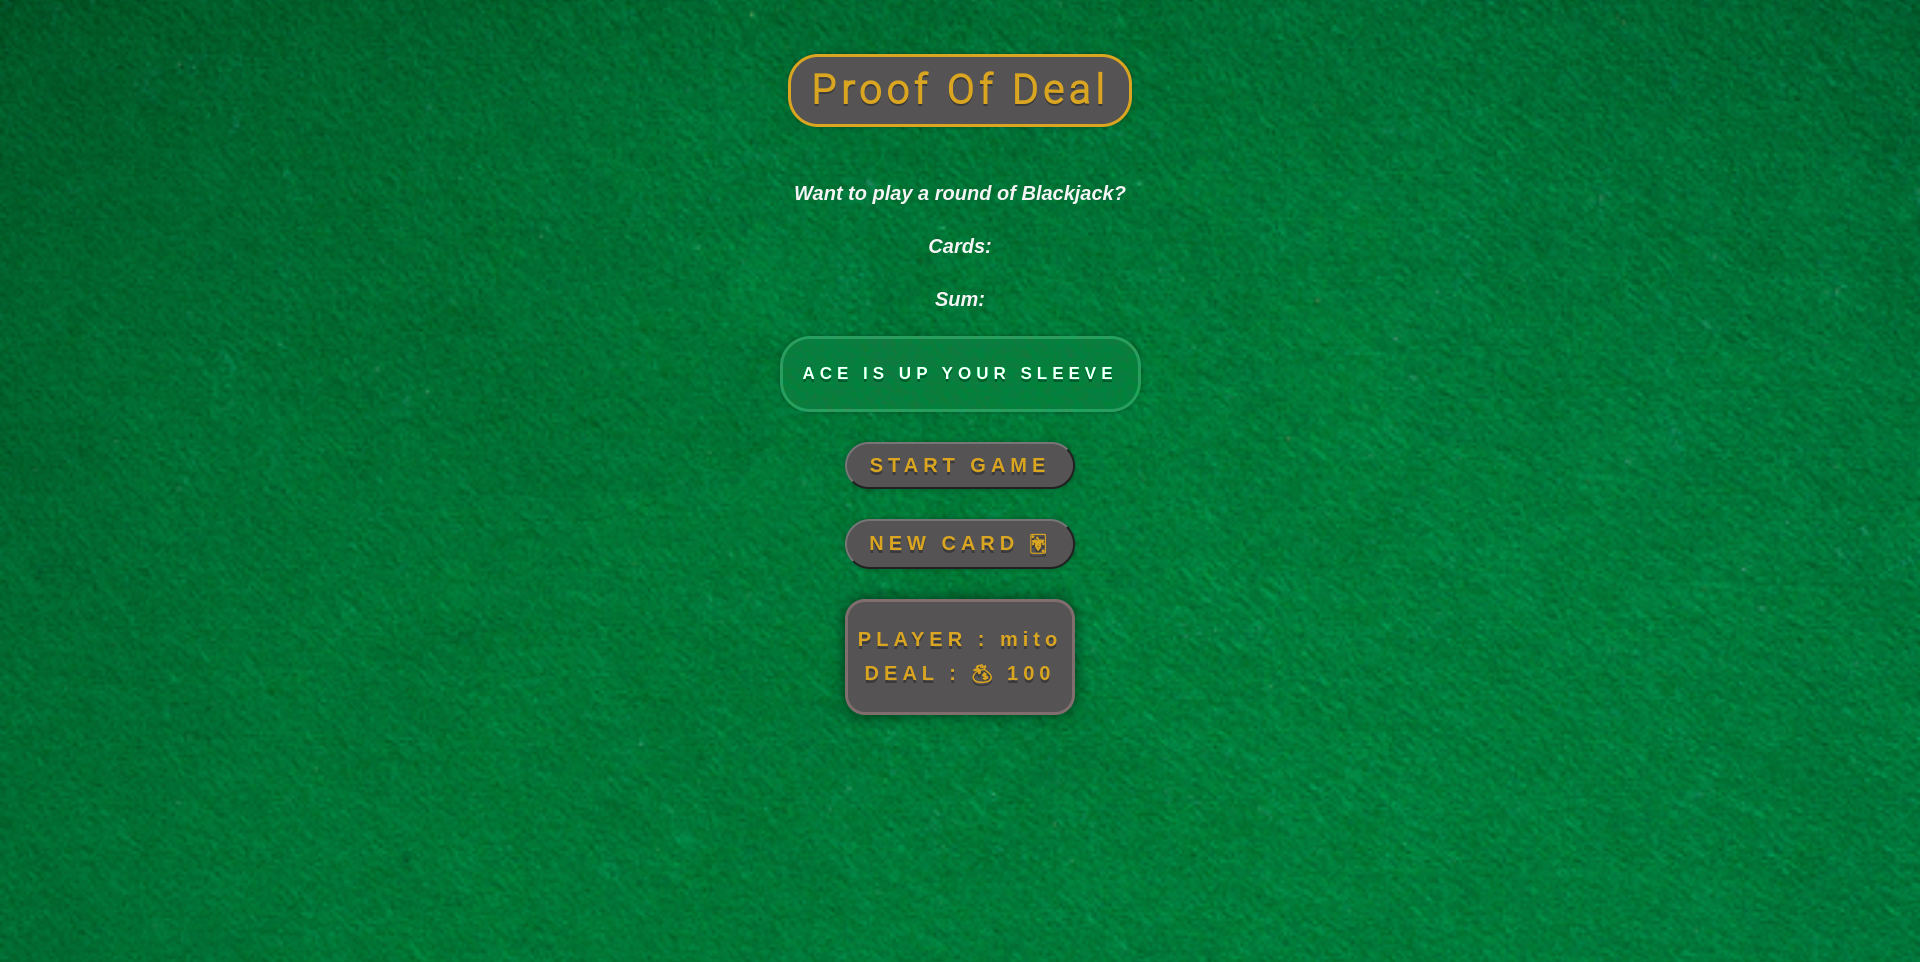 Proof Of Deal
Want to play a round of Blackjack?
Cards:
Sum:
ACE IS UP YOUR SLEEVE
START GAME
NEW CARD 🃏
PLAYER : mito
DEAL : 💰 100